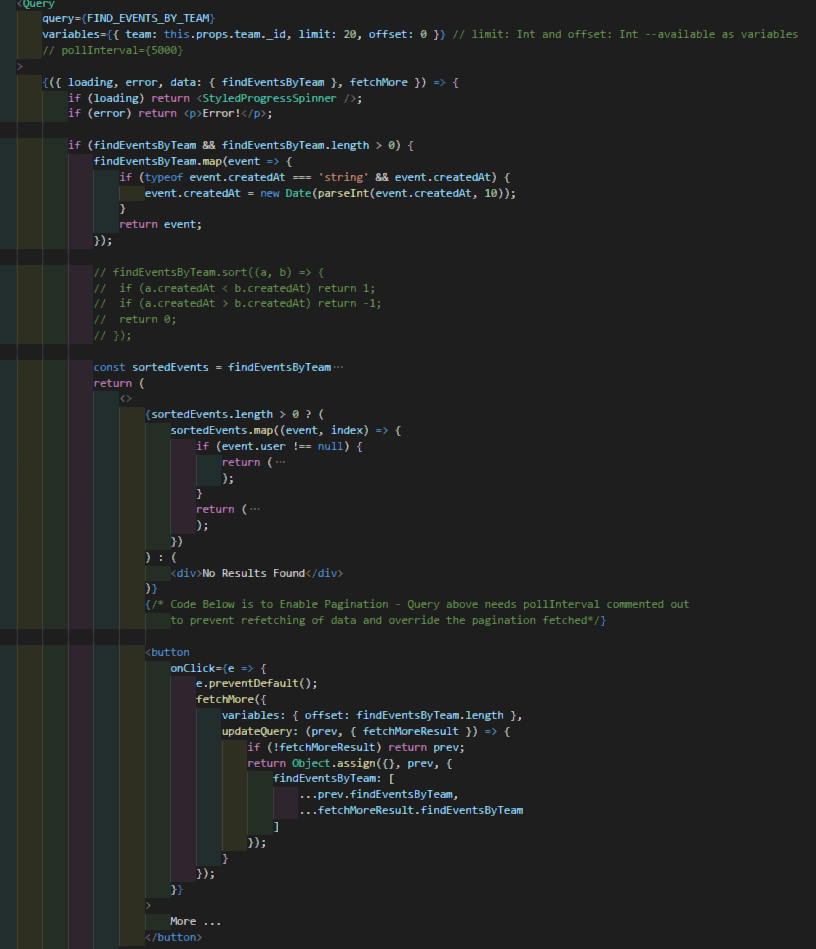 <Query
query={FIND_EVENTS_BY_TEAM}
variables={{ team: this.props.team._id, limit: 20, offset: 0 }} // limit: Int and offset: Int --available as variables
// pollInterval={5000}
>
{({ loading, error, data: { findEventsByTeam }, fetchMore }) => {
if (loading) return <StyledProgressSpinner />;
if (error) return <p>Error!</p>;
if (findEventsByTeam && findEventsByTeam.length > 0) {
findEventsByTeam.map(event => {
if (typeof event.createdAt === 'string' && event.createdAt) {
event.createdAt = new Date(parseInt(event.createdAt, 10));
}
return event;
});
// findEventsByTeam.sort((a, b) => {
//  if (a.createdAt < b.createdAt) return 1;
//  if (a.createdAt > b.createdAt) return -1;
//  return 0;
// });
const sortedEvents = findEventsByTeam ···
return (
<>
{sortedEvents.length > 0 ? (
sortedEvents.map((event, index) => {
if (event.user !== null) {
return ( ···
);
}
return ( ···
);
})
) : (
<div>No Results Found</div>
)}
{/* Code Below is to Enable Pagination - Query above needs pollInterval commented out
to prevent refetching of data and override the pagination fetched*/}
<button
onClick={e => {
e.preventDefault();
fetchMore({
variables: { offset: findEventsByTeam.length },
updateQuery: (prev, { fetchMoreResult }) => {
if (!fetchMoreResult) return prev;
return Object.assign({}, prev, {
findEventsByTeam: [
...prev.findEventsByTeam,
...fetchMoreResult.findEventsByTeam
]
});
}
});
}}
>
More ...
</button>